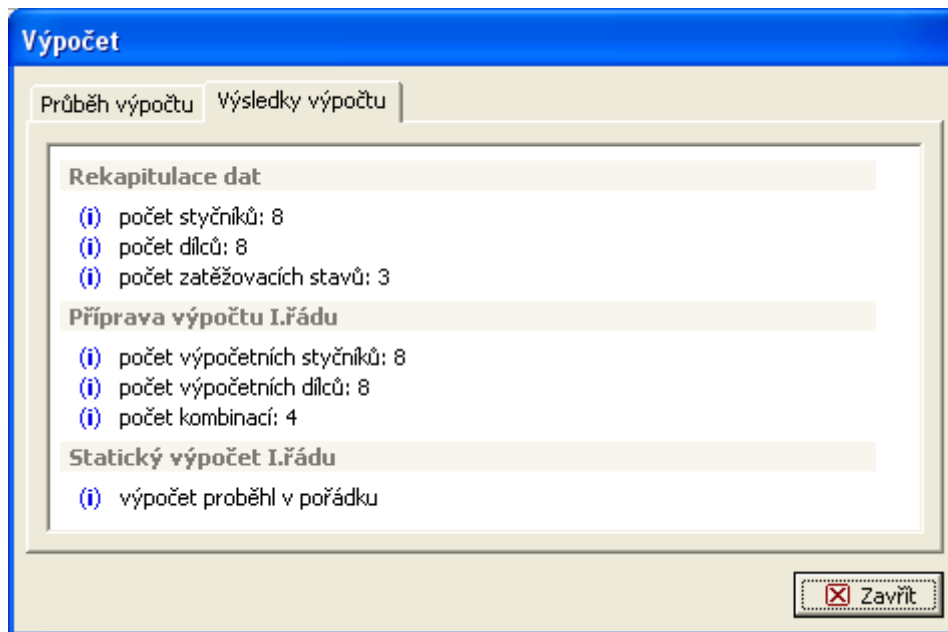 Výpočet
Průběh výpočtu
Výsledky výpočtu
Rekapitulace dat
(i) počet styčníků: 8
(i) počet dílců: 8
(i) počet zatěžovacích stavů: 3
Příprava výpočtu I.řádu
(i) počet výpočetních styčníků: 8
(i) počet výpočetních dílců: 8
(i) počet kombinací: 4
Statický výpočet I.řádu
(i) výpočet proběhl v pořádku
Zavřít